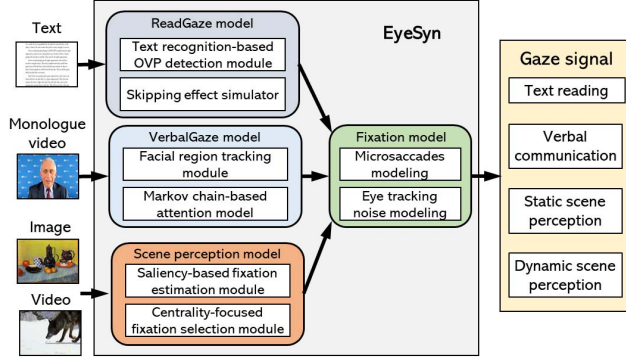 Text
Monologue
video
Image
Video
EyeSyn
ReadGaze model
Text recognition-based
OVP detection module
Skipping effect simulator
VerbalGaze model
Facial region tracking
module
Markov chain-based
attention model
Scene perception model
Saliency-based fixation
estimation module
Centrality-focused
fixation selection module
Fixation model
Microsaccades
modeling
Eye tracking
noise modeling
Gaze signal
Text reading
Verbal
communication
Static scene
perception
Dynamic scene
perception